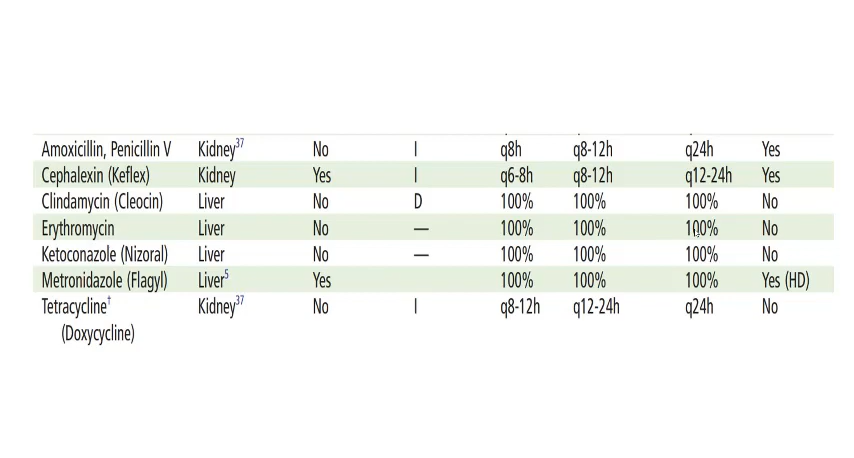 Amoxicillin, Penicillin V Kidney37 No I q8h q8-12h q24h Yes
Cephalexin (Keflex) Kidney Yes I q6-8h q8-12h q12-24h Yes
Clindamycin (Cleocin) Liver No D 100% 100% 100% No
Erythromycin Liver No — 100% 100% 100% No
Ketoconazole (Nizoral) Liver No — 100% 100% 100% No
Metronidazole (Flagyl) Liver5 Yes 100% 100% 100% Yes (HD)
Tetracycline† Kidney37 No I q8-12h q12-24h q24h No
(Doxycycline)